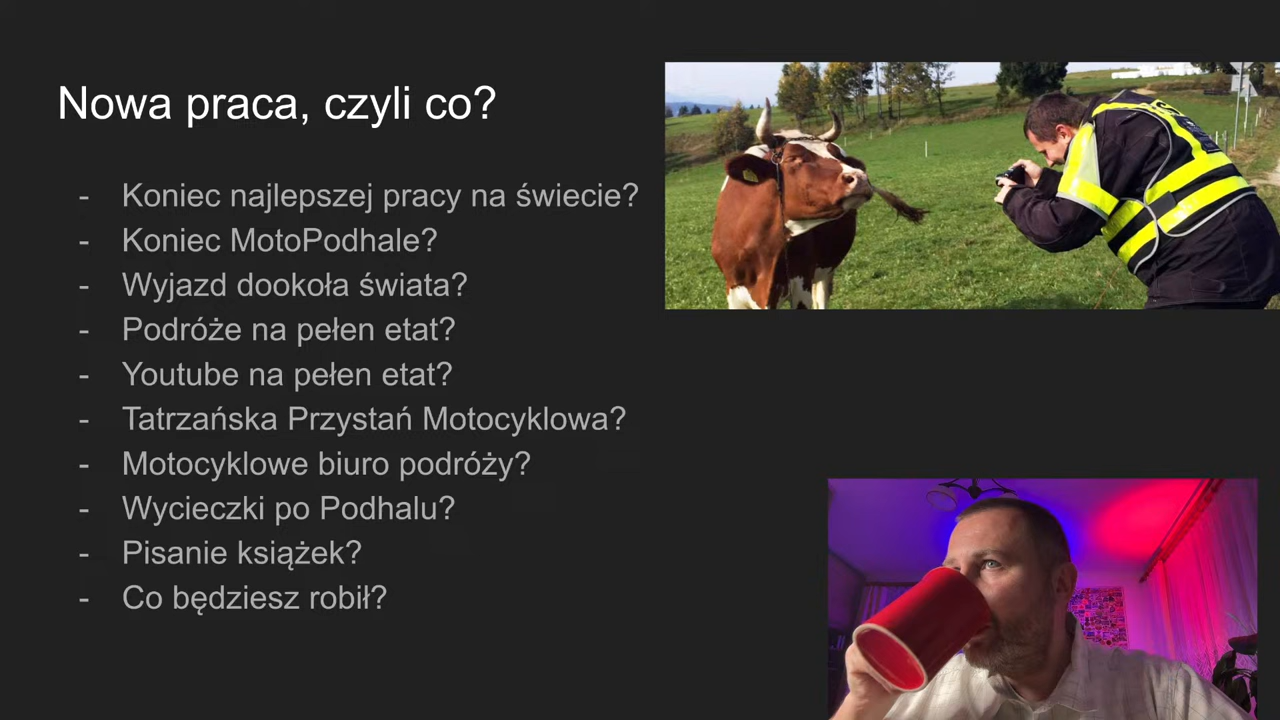 Nowa praca, czyli co?
- Koniec najlepszej pracy na świecie?
- Koniec MotoPodhale?
- Wyjazd dookoła świata?
- Podróże na pełen etat?
- Youtube na pełen etat?
- Tatrzańska Przystań Motocyklowa?
- Motocyklowe biuro podróży?
- Wycieczki po Podhalu?
- Pisanie książek?
- Co będziesz robił?